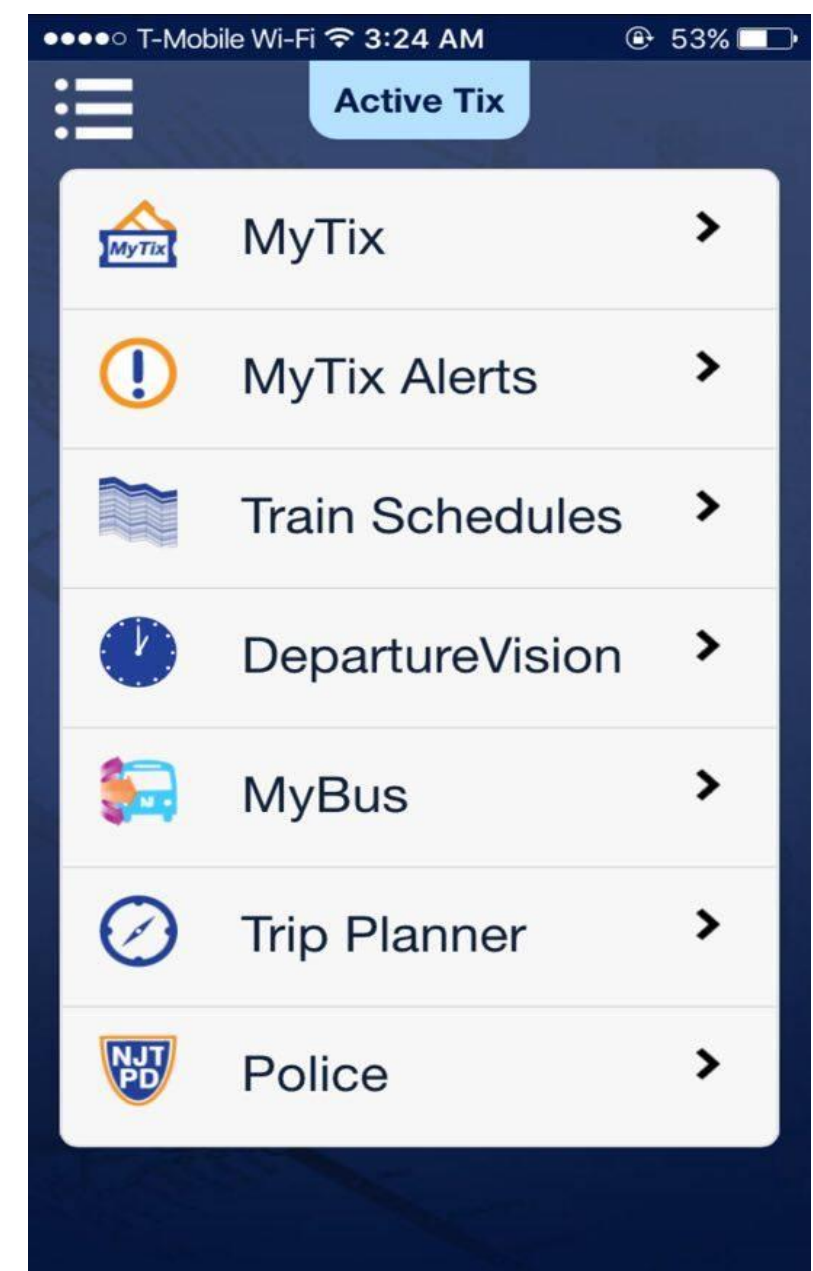 T-Mobile Wi-Fi 3:24 AM 53%
Active Tix
MyTix
MyTix
MyTix Alerts
Train Schedules
DepartureVision
MyBus
Trip Planner
NJT
PD
Police